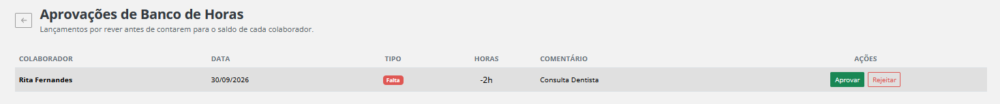 ←
Aprovações de Banco de Horas
Lançamentos por rever antes de contarem para o saldo de cada colaborador.
COLABORADOR DATA TIPO HORAS COMENTÁRIO AÇÕES
Rita Fernandes 30/09/2026 Falta -2h Consulta Dentista Aprovar Rejeitar